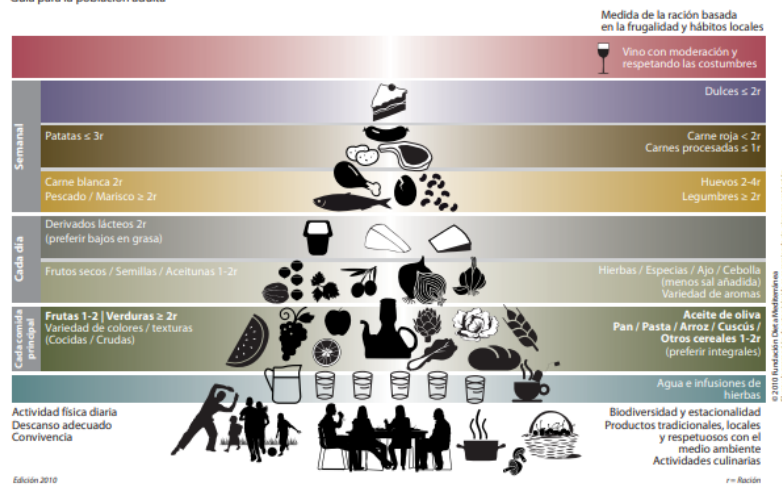 Guía para la población adulta
Medida de la ración basada
en la frugalidad y hábitos locales
Vino con moderación y
respetando las costumbres
Semanal
Dulces ≤ 2r
Patatas ≤ 3r
Carne roja < 2r
Carnes procesadas ≤ 1r
Carne blanca 2r
Pescado / Marisco ≥ 2r
Huevos 2-4r
Legumbres ≥ 2r
Cada día
Derivados lácteos 2r
(preferir bajos en grasa)
Frutos secos / Semillas / Aceitunas 1-2r
Hierbas / Especias / Ajo / Cebolla
(menos sal añadida)
Variedad de aromas
Cada comida
principal
Frutas 1-2 | Verduras ≥ 2r
Variedad de colores / texturas
(Cocidas / Crudas)
Aceite de oliva
Pan / Pasta / Arroz / Cuscús /
Otros cereales 1-2r
(preferir integrales)
Agua e infusiones de
hierbas
Actividad física diaria
Descanso adecuado
Convivencia
Biodiversidad y estacionalidad
Productos tradicionales, locales
y respetuosos con el
medio ambiente
Actividades culinarias
Edición 2010
r = Ración
© 2010 Fundación Dieta Mediterránea